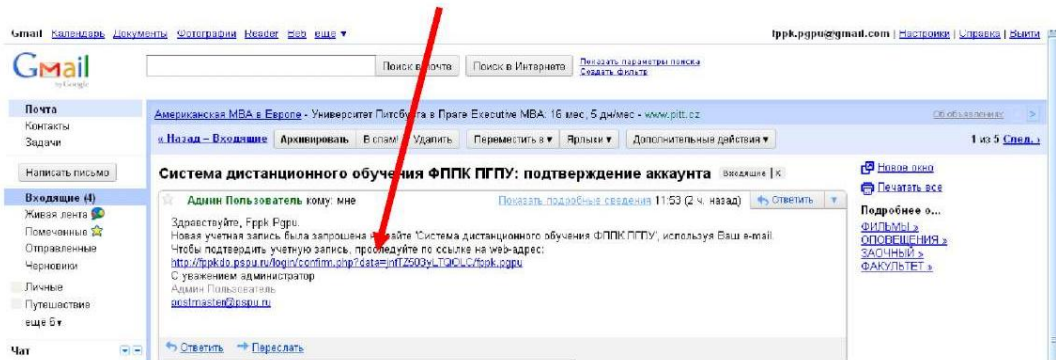 Gmail Календарь Документы Фотографии Reader Веб еще ▼
fppk.pgpu@gmail.com | Настройки | Справка | Выйти
Gmail
by Google
Поиск в почте
Поиск в Интернете
Показать параметры поиска
Создать фильтр
Почта
Контакты
Задачи
Написать письмо
Входящие (4)
Живая лента
Помеченные
Отправленные
Черновики
Личные
Путешествие
еще 6▼
Чат
Американская MBA в Европе - Университет Питсбурга в Праге Executive MBA: 16 мес, 5 дн/мес - www.pitt.cz
Об объявлениях >
« Назад – Входящие Архивировать В спам! Удалить Переместить в ▼ Ярлыки ▼ Дополнительные действия ▼
1 из 5 След. ›
Система дистанционного обучения ФППК ПГПУ: подтверждение аккаунта Входящие | X
Админ Пользователь кому: мне
Показать подробные сведения 11:53 (2 ч. назад)
Ответить ▼
Здравствуйте, Fppk Pgpu.
Новая учетная запись была запрошена на сайте 'Система дистанционного обучения ФППК ПГПУ', используя Ваш e-mail.
Чтобы подтвердить учетную запись, проследуйте по ссылке на web-адрес:
http://fppkdo.pspu.ru/login/confirm.php?data=
С уважением администратор
Админ Пользователь
postmaster@pspu.ru
Ответить Переслать
Новое окно
Печатать все
Подробнее о...
ФИЛЬМЫ »
ОПОВЕЩЕНИЯ »
ЗАОЧНЫЙ »
ФАКУЛЬТЕТ »